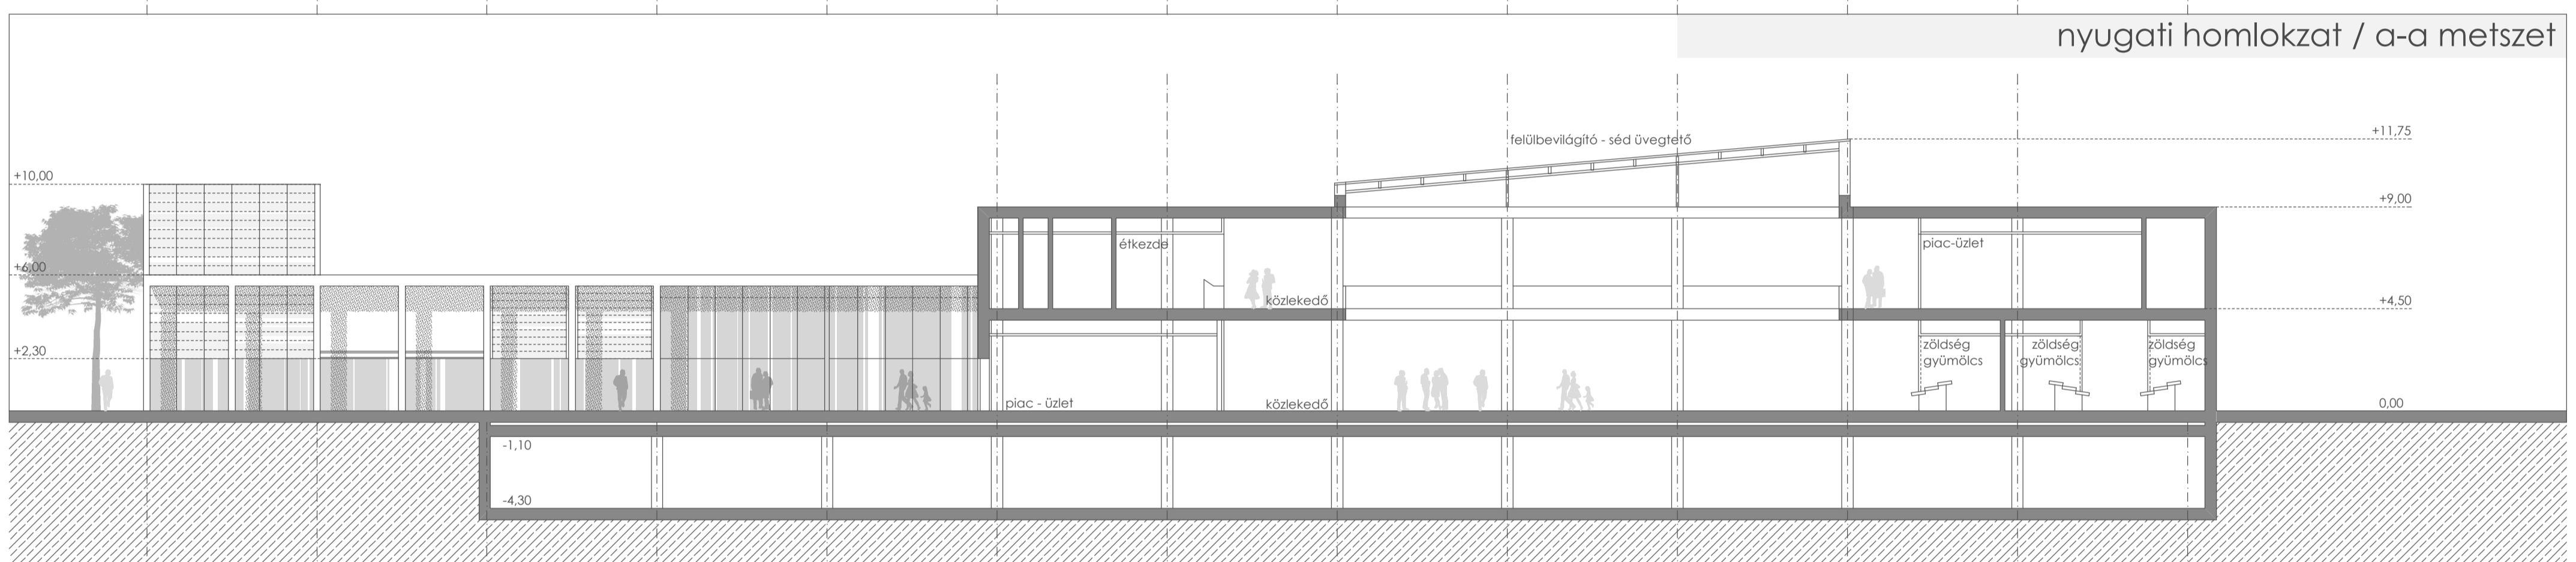 nyugati homlokzat / a-a metszet
felülbevilágító - séd üvegtető
+11,75
+10,00
+9,00
étkezde
piac-üzlet
+6,00
közlekedő
+4,50
+2,30
zöldség
gyümölcs
zöldség
gyümölcs
zöldség
gyümölcs
piac - üzlet
közlekedő
0,00
-1,10
-4,30